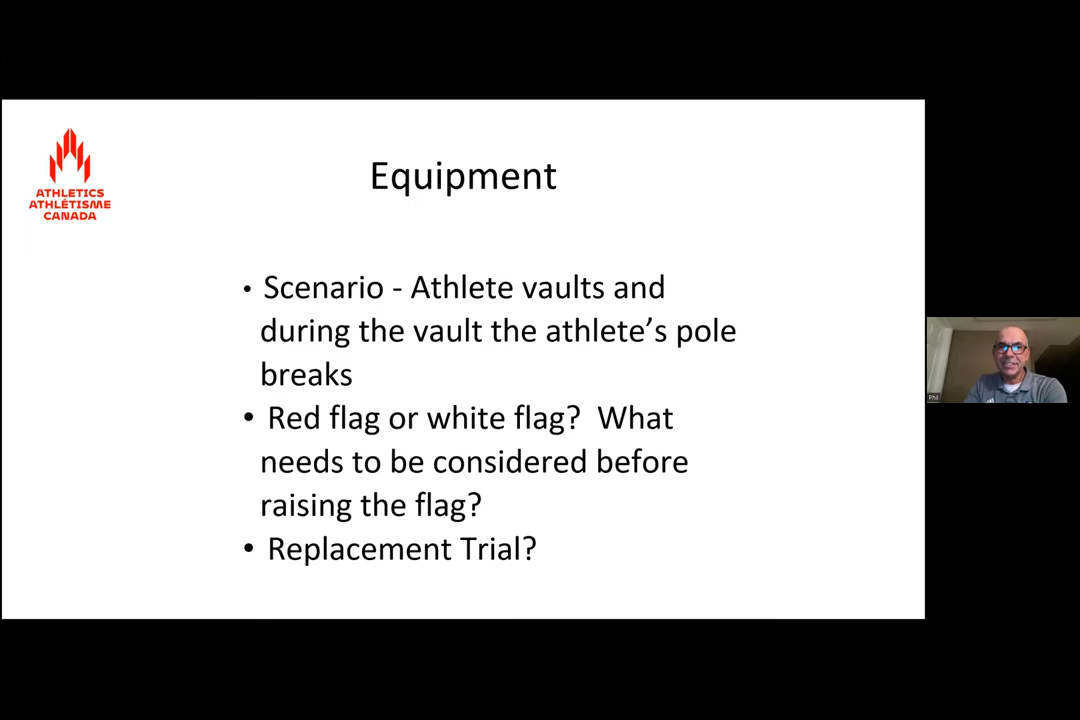 ATHLETICS
ATHLÉTISME
CANADA
Equipment
• Scenario - Athlete vaults and
during the vault the athlete’s pole
breaks
• Red flag or white flag?  What
needs to be considered before
raising the flag?
• Replacement Trial?
Phil